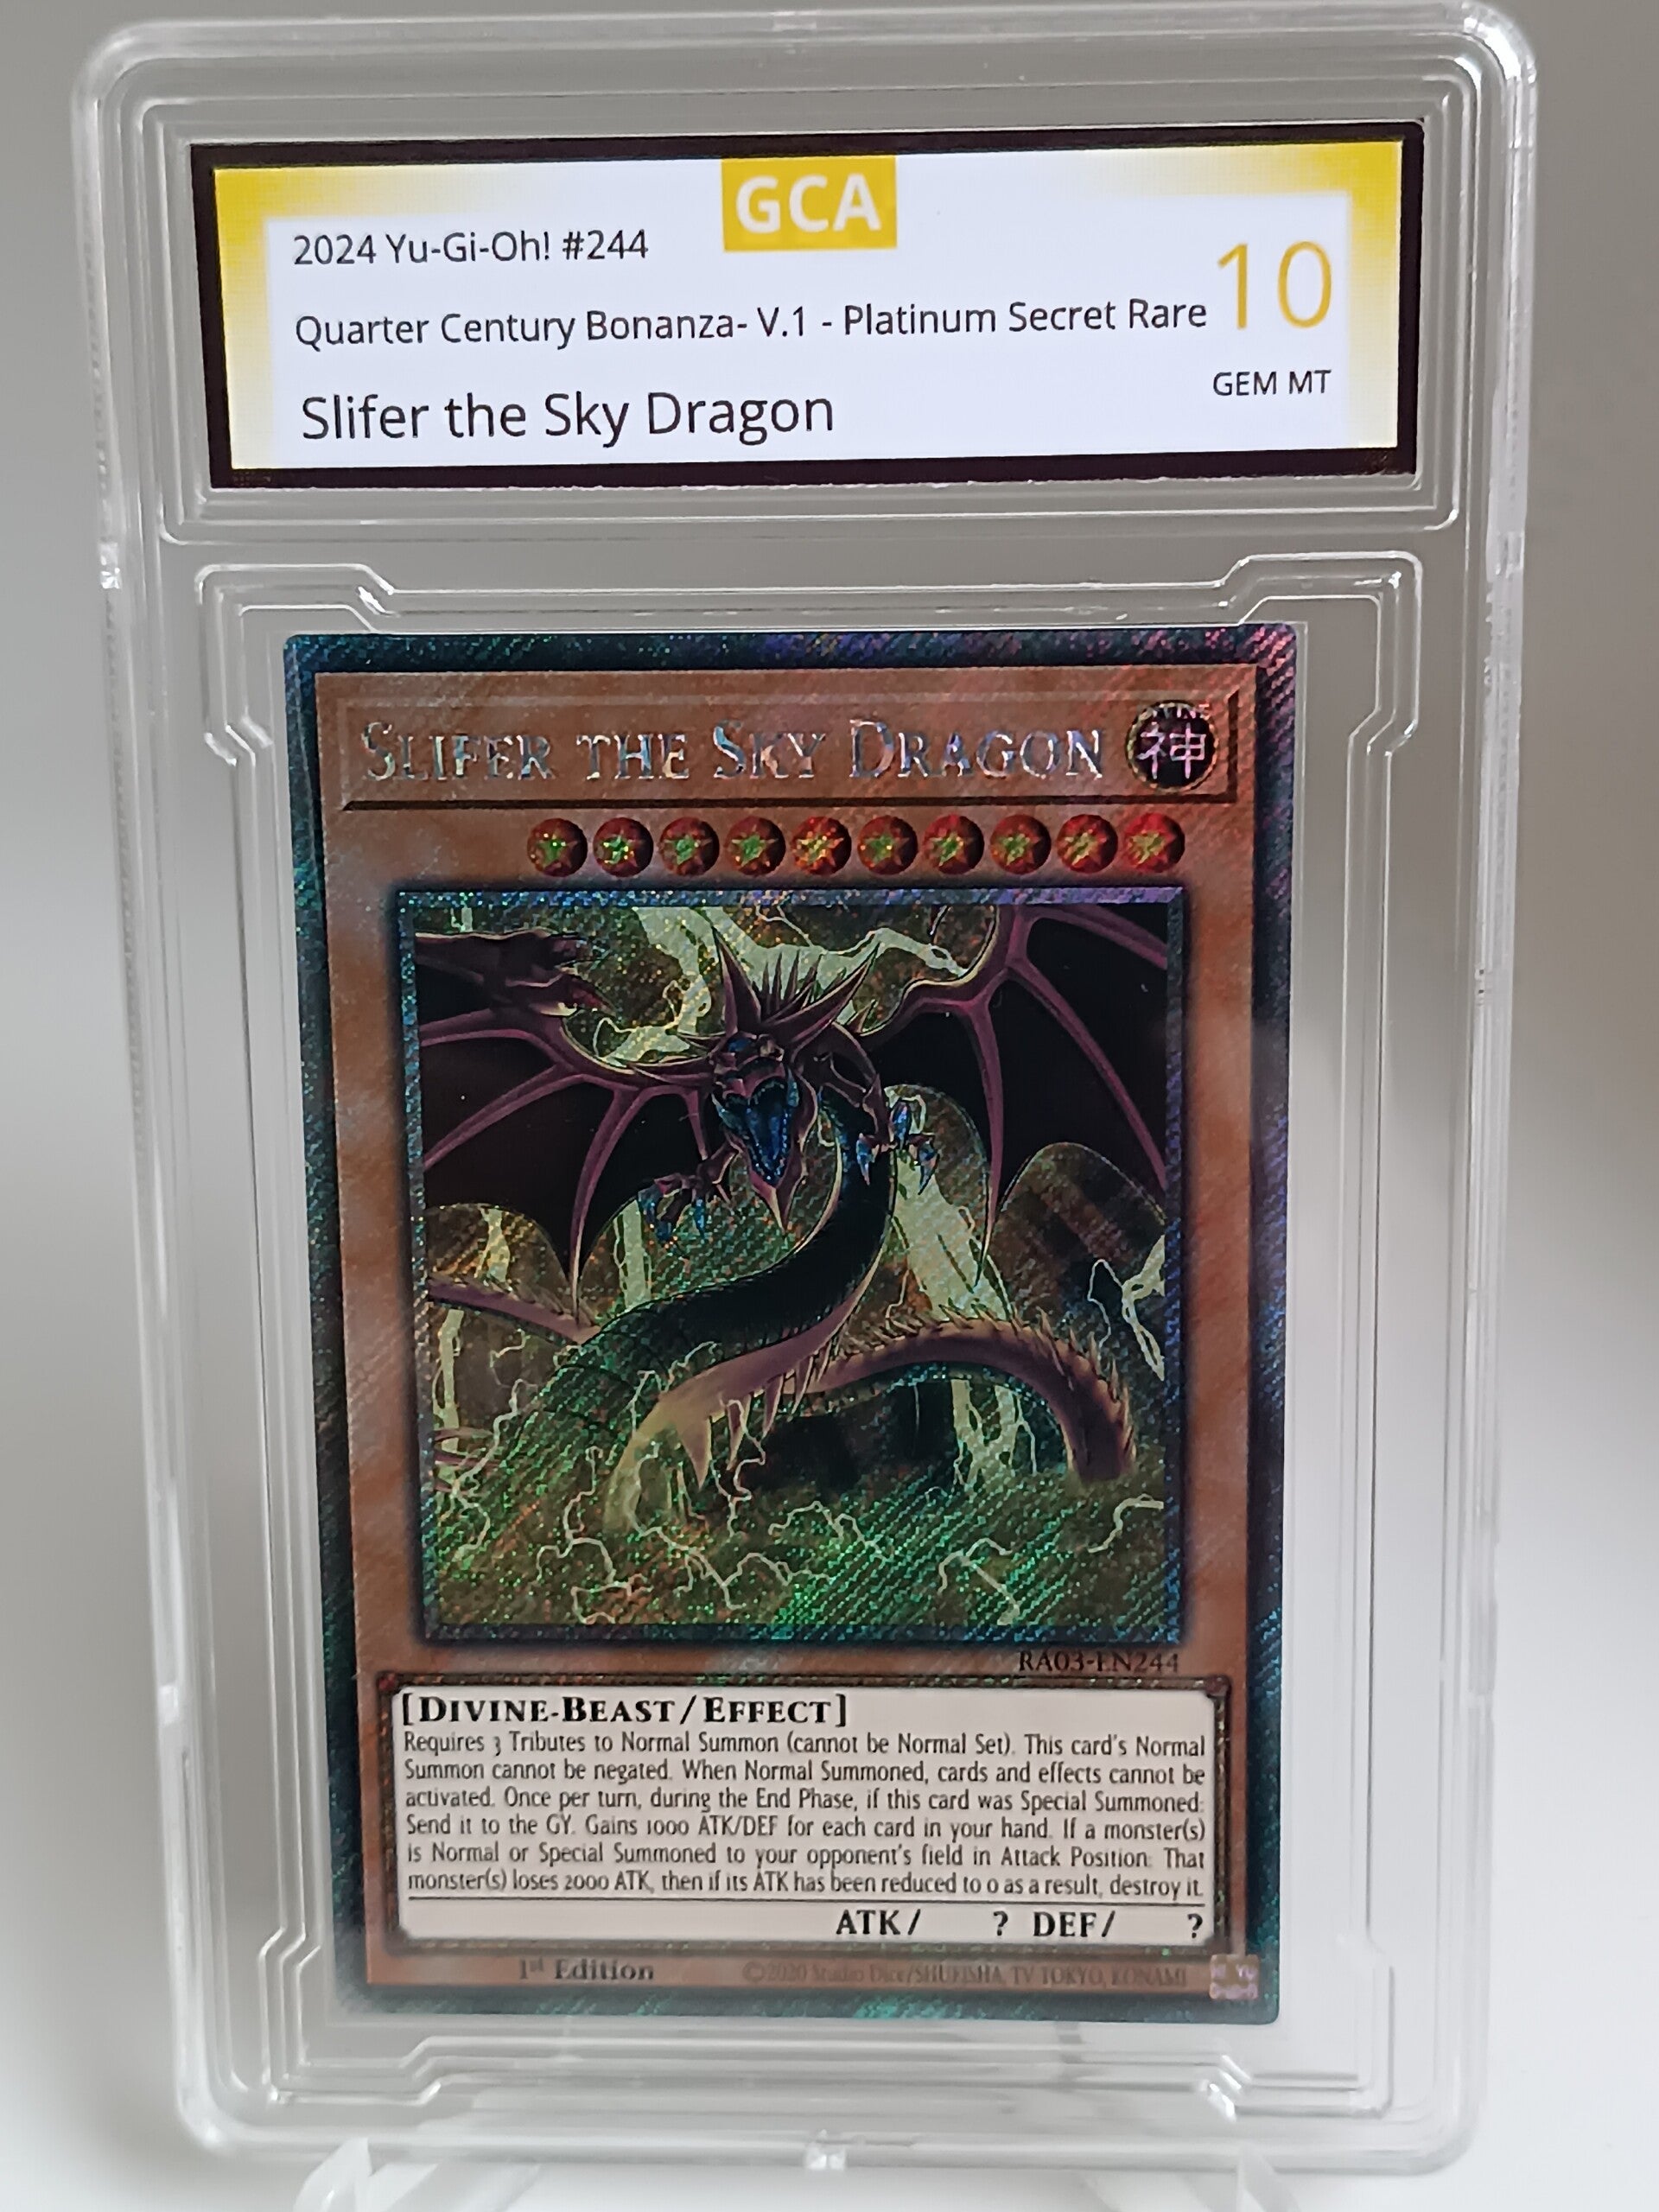 GCA
2024 Yu-Gi-Oh! #244
10
Quarter Century Bonanza- V.1 - Platinum Secret Rare
GEM MT
Slifer the Sky Dragon
SLIFER THE SKY DRAGON
神
RA03-EN244
[DIVINE-BEAST/EFFECT]
Requires 3 Tributes to Normal Summon (cannot be Normal Set). This card's Normal
Summon cannot be negated. When Normal Summoned, cards and effects cannot be
activated. Once per turn, during the End Phase, if this card was Special Summoned:
Send it to the GY. Gains 1000 ATK/DEF for each card in your hand. If a monster(s)
is Normal or Special Summoned to your opponent's field in Attack Position: That
monster(s) loses 2000 ATK, then if its ATK has been reduced to 0 as a result, destroy it.
ATK/ ? DEF/ ?
1st Edition
©2020 Studio Dice/SHUEISHA, TV TOKYO, KONAMI